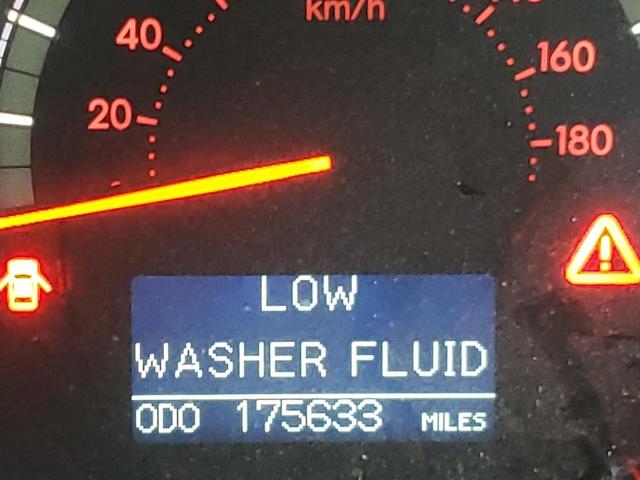 km/h
40
160
20
180
LOW
WASHER FLUID
ODO 175633 MILES